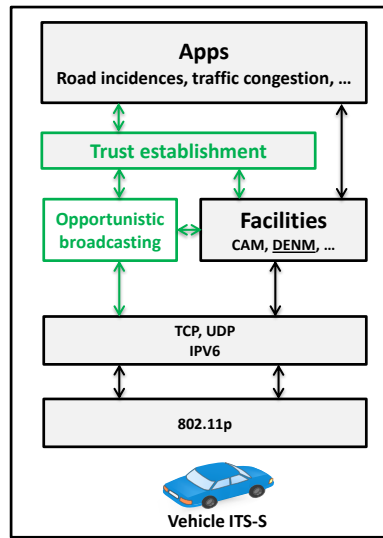 Apps
Road incidences, traffic congestion, ...
Trust establishment
Opportunistic
broadcasting
Facilities
CAM, DENM, ...
TCP, UDP
IPV6
802.11p
Vehicle ITS-S